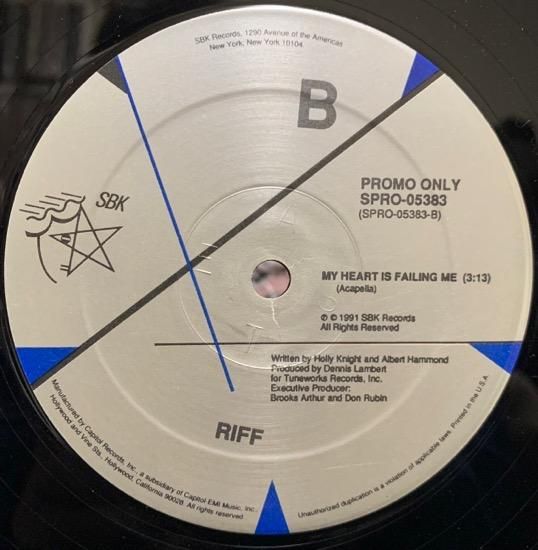 SBK Records, 1290 Avenue of the Americas
New York, New York 10104
B
SBK
PROMO ONLY
SPRO-05383
(SPRO-05383-B)
MY HEART IS FAILING ME (3:13)
(Acapella)
℗ © 1991 SBK Records
All Rights Reserved
Written by Holly Knight and Albert Hammond
Produced by Dennis Lambert
for Tuneworks Records, Inc.
Executive Producer:
Brooks Arthur and Don Rubin
RIFF
Manufactured by Capitol Records, Inc., a subsidiary of Capitol-EMI Music, Inc.,
Hollywood and Vine Sts., Hollywood, California 90028. All rights reserved.
Unauthorized duplication is a violation of applicable laws. Printed in the U.S.A.